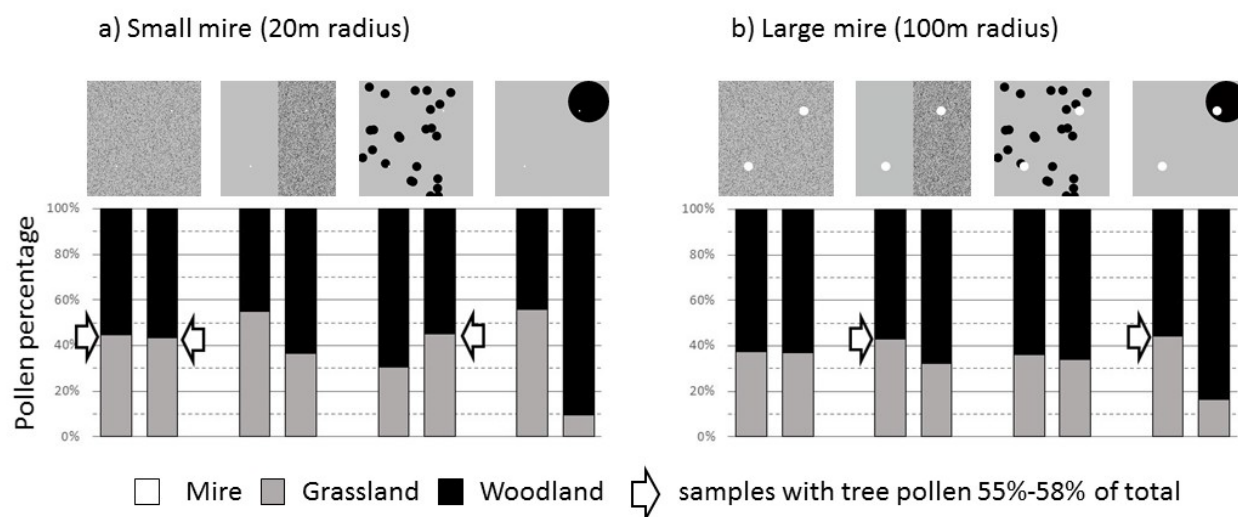 a) Small mire (20m radius)
b) Large mire (100m radius)
Pollen percentage
100%
80%
60%
40%
20%
0%
100%
80%
60%
40%
20%
0%
Mire
Grassland
Woodland
samples with tree pollen 55%-58% of total